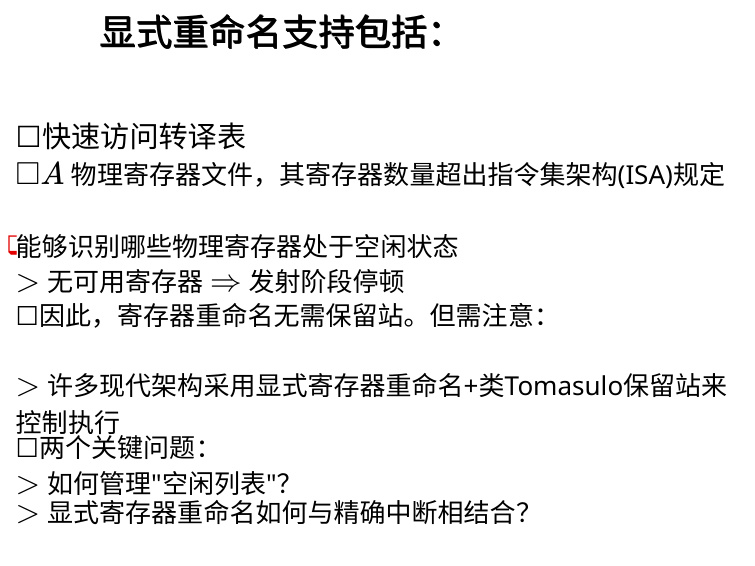 显式重命名支持包括：
□快速访问转译表
□A 物理寄存器文件，其寄存器数量超出指令集架构(ISA)规定
能够识别哪些物理寄存器处于空闲状态
> 无可用寄存器 ⇒ 发射阶段停顿
□因此，寄存器重命名无需保留站。但需注意：
> 许多现代架构采用显式寄存器重命名+类Tomasulo保留站来
控制执行
□两个关键问题：
> 如何管理"空闲列表"？
> 显式寄存器重命名如何与精确中断相结合？